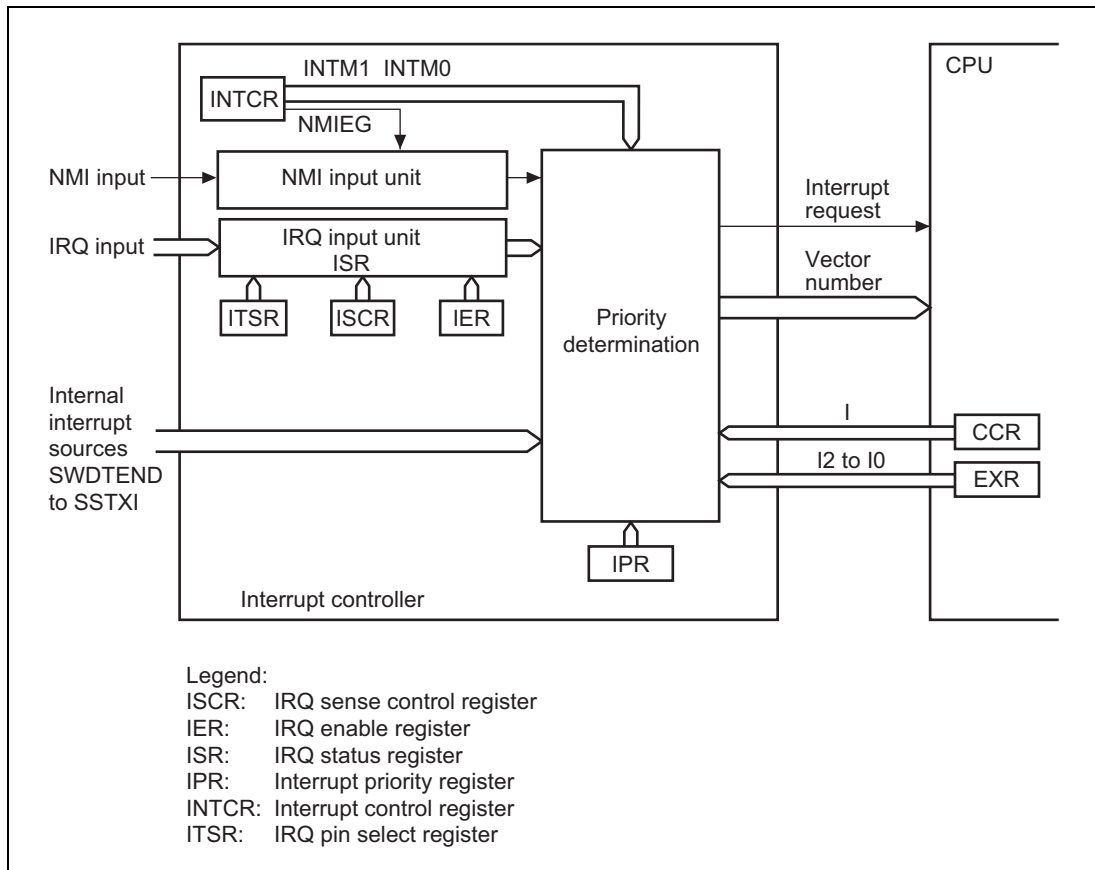 INTM1 INTM0
CPU
INTCR
NMIEG
NMI input
NMI input unit
Interrupt
request
IRQ input
IRQ input unit
ISR
Vector
number
ITSR
ISCR
IER
Priority
determination
Internal
interrupt
sources
SWDTEND
to SSTXI
I
CCR
I2 to I0
EXR
IPR
Interrupt controller
Legend:
ISCR: IRQ sense control register
IER: IRQ enable register
ISR: IRQ status register
IPR: Interrupt priority register
INTCR: Interrupt control register
ITSR: IRQ pin select register